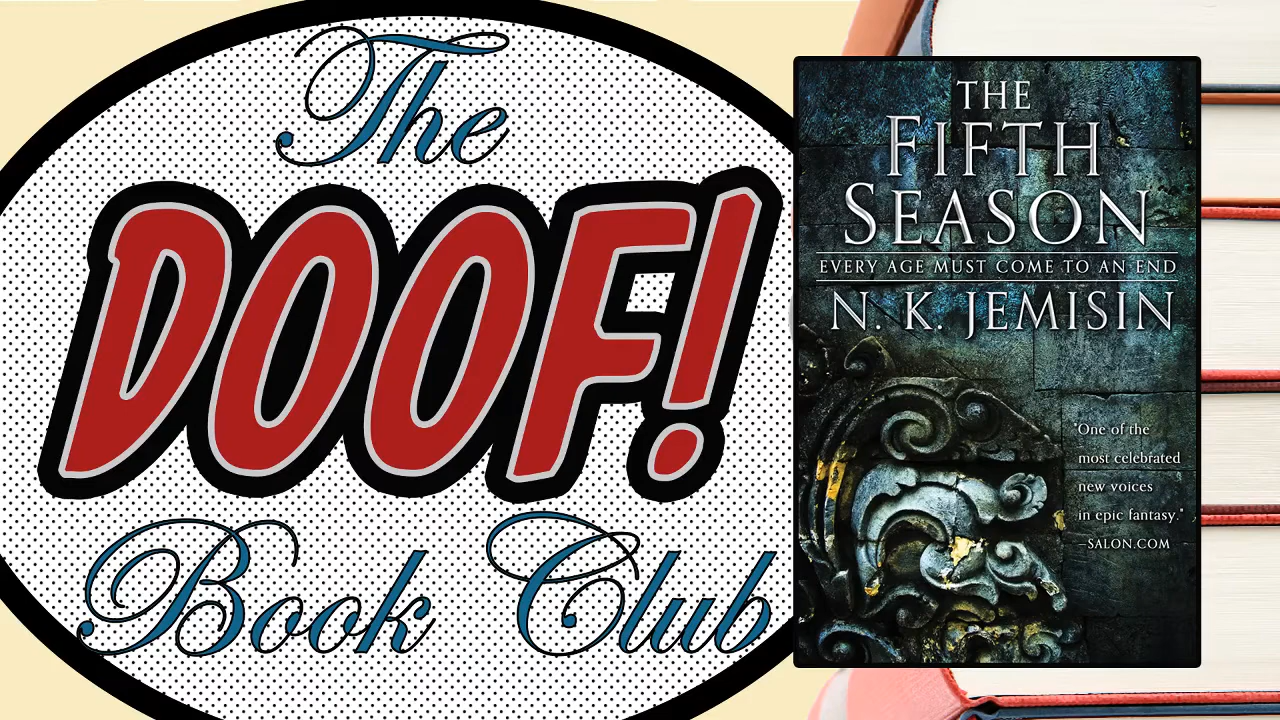 The
DOOF!
Book Club
THE
FIFTH
SEASON
EVERY AGE MUST COME TO AN END
N. K. JEMISIN
"One of the
most celebrated
new voices
in epic fantasy."
—SALON.COM